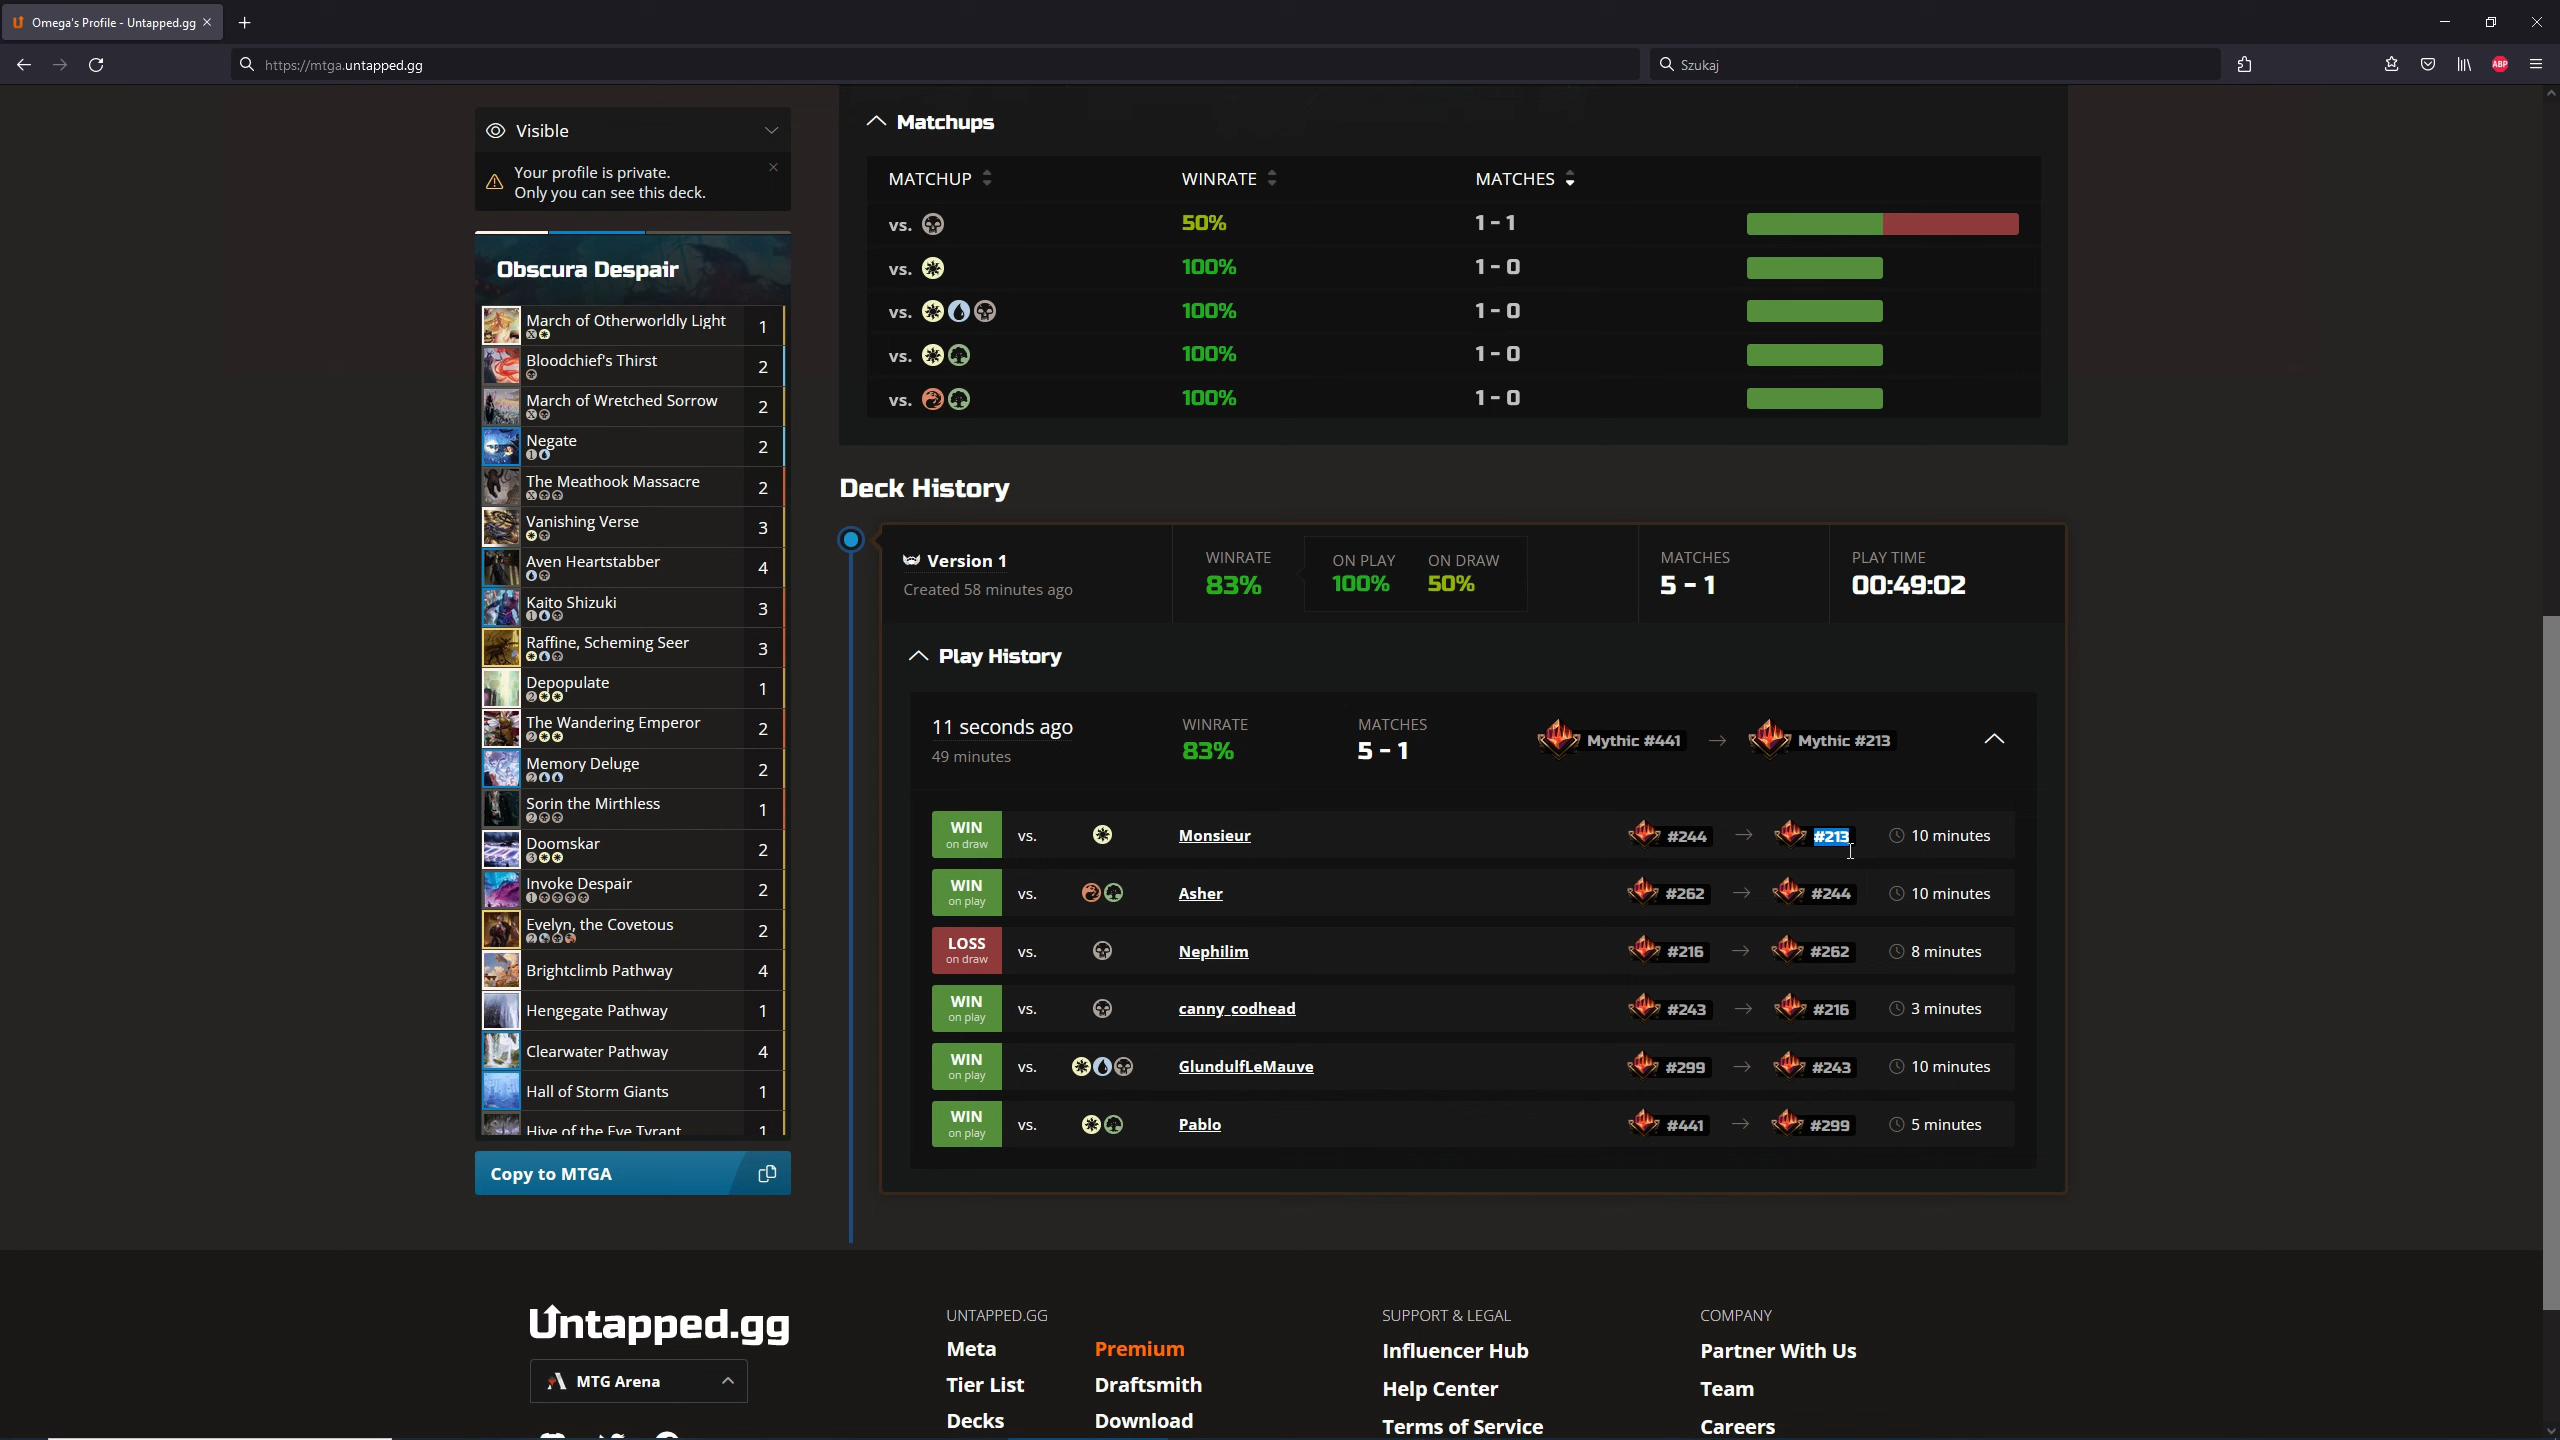 Omega's Profile - Untapped.gg
https://mtga.untapped.gg
Szukaj
ABP
Visible
Your profile is private.
Only you can see this deck.
Obscura Despair
March of Otherworldly Light 1
X
Bloodchief's Thirst 2
March of Wretched Sorrow 2
X
Negate 2
1
The Meathook Massacre 2
X
Vanishing Verse 3
Aven Heartstabber 4
Kaito Shizuki 3
1
Raffine, Scheming Seer 3
Depopulate 1
2
The Wandering Emperor 2
2
Memory Deluge 2
2
Sorin the Mirthless 1
2
Doomskar 2
3
Invoke Despair 2
1
Evelyn, the Covetous 2
2
Brightclimb Pathway 4
Hengegate Pathway 1
Clearwater Pathway 4
Hall of Storm Giants 1
Hive of the Eye Tyrant 1
Copy to MTGA
Matchups
MATCHUP WINRATE MATCHES
vs. 50% 1 - 1
vs. 100% 1 - 0
vs. 100% 1 - 0
vs. 100% 1 - 0
vs. 100% 1 - 0
Deck History
Version 1
Created 58 minutes ago
WINRATE
83%
ON PLAY
100%
ON DRAW
50%
MATCHES
5 - 1
PLAY TIME
00:49:02
Play History
11 seconds ago
49 minutes
WINRATE
83%
MATCHES
5 - 1
Mythic #441 → Mythic #213
WIN on draw vs. Monsieur #244 → #213 10 minutes
WIN on play vs. Asher #262 → #244 10 minutes
LOSS on draw vs. Nephilim #216 → #262 8 minutes
WIN on play vs. canny_codhead #243 → #216 3 minutes
WIN on play vs. GlundulfLeMauve #299 → #243 10 minutes
WIN on play vs. Pablo #441 → #299 5 minutes
Untapped.gg
MTG Arena
UNTAPPED.GG
Meta
Tier List
Decks
Premium
Draftsmith
Download
SUPPORT & LEGAL
Influencer Hub
Help Center
Terms of Service
COMPANY
Partner With Us
Team
Careers